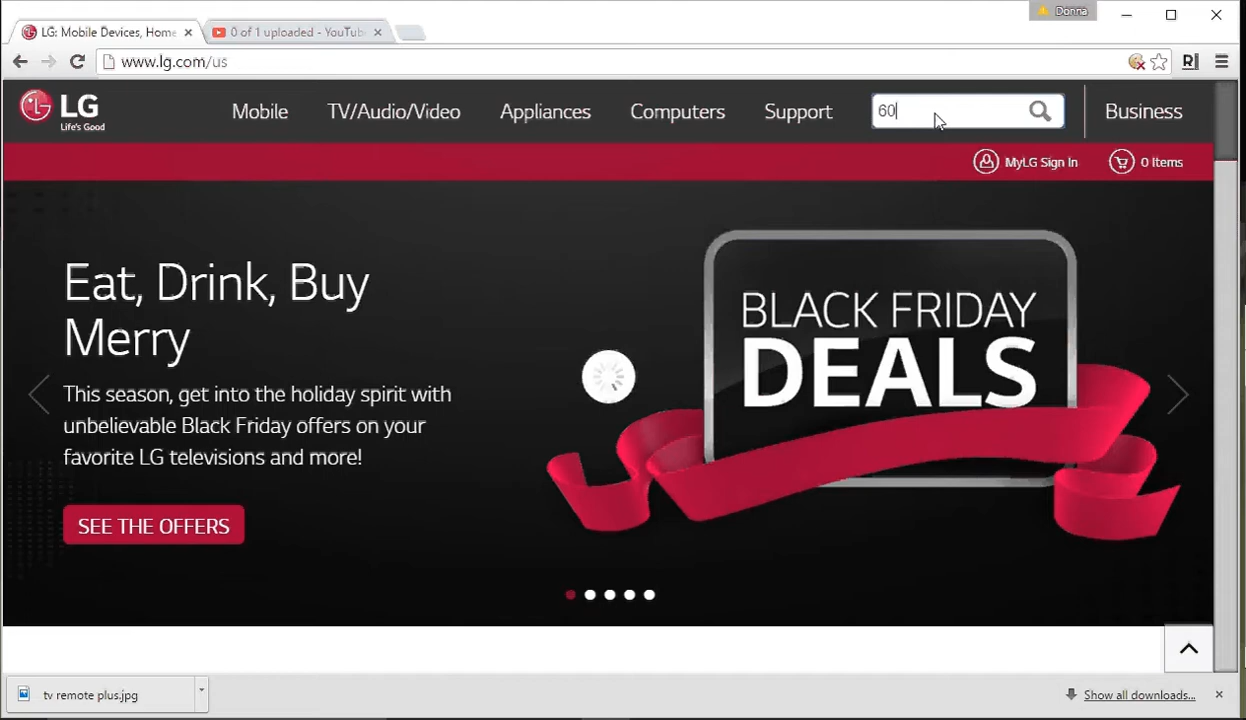 Donna
LG: Mobile Devices, Home
0 of 1 uploaded - YouTube
www.lg.com/us
LG
Life's Good
Mobile
TV/Audio/Video
Appliances
Computers
Support
60
Business
MyLG Sign In
0 Items
Eat, Drink, Buy
Merry
This season, get into the holiday spirit with
unbelievable Black Friday offers on your
favorite LG televisions and more!
SEE THE OFFERS
BLACK FRIDAY
DEALS
tv remote plus.jpg
Show all downloads...